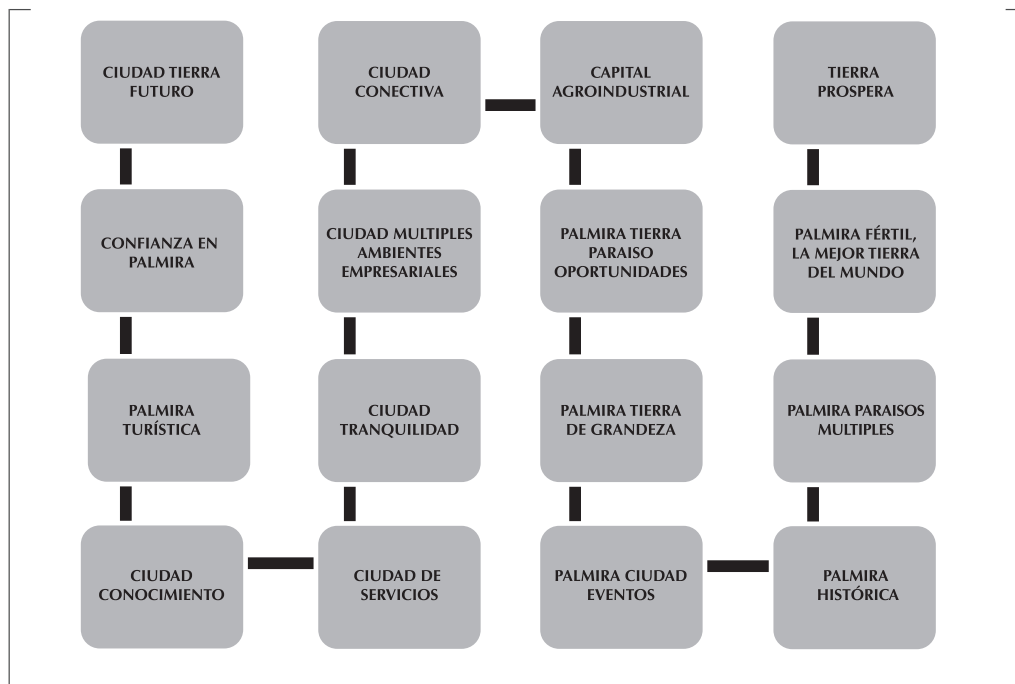 CIUDAD TIERRA
FUTURO
CONFIANZA EN
PALMIRA
PALMIRA
TURÍSTICA
CIUDAD
CONOCIMIENTO
CIUDAD DE
SERVICIOS
CIUDAD
TRANQUILIDAD
CIUDAD MULTIPLES
AMBIENTES
EMPRESARIALES
CIUDAD
CONECTIVA
CAPITAL
AGROINDUSTRIAL
PALMIRA TIERRA
PARAISO
OPORTUNIDADES
PALMIRA TIERRA
DE GRANDEZA
PALMIRA CIUDAD
EVENTOS
PALMIRA
HISTÓRICA
PALMIRA PARAISOS
MULTIPLES
PALMIRA FÉRTIL,
LA MEJOR TIERRA
DEL MUNDO
TIERRA
PROSPERA